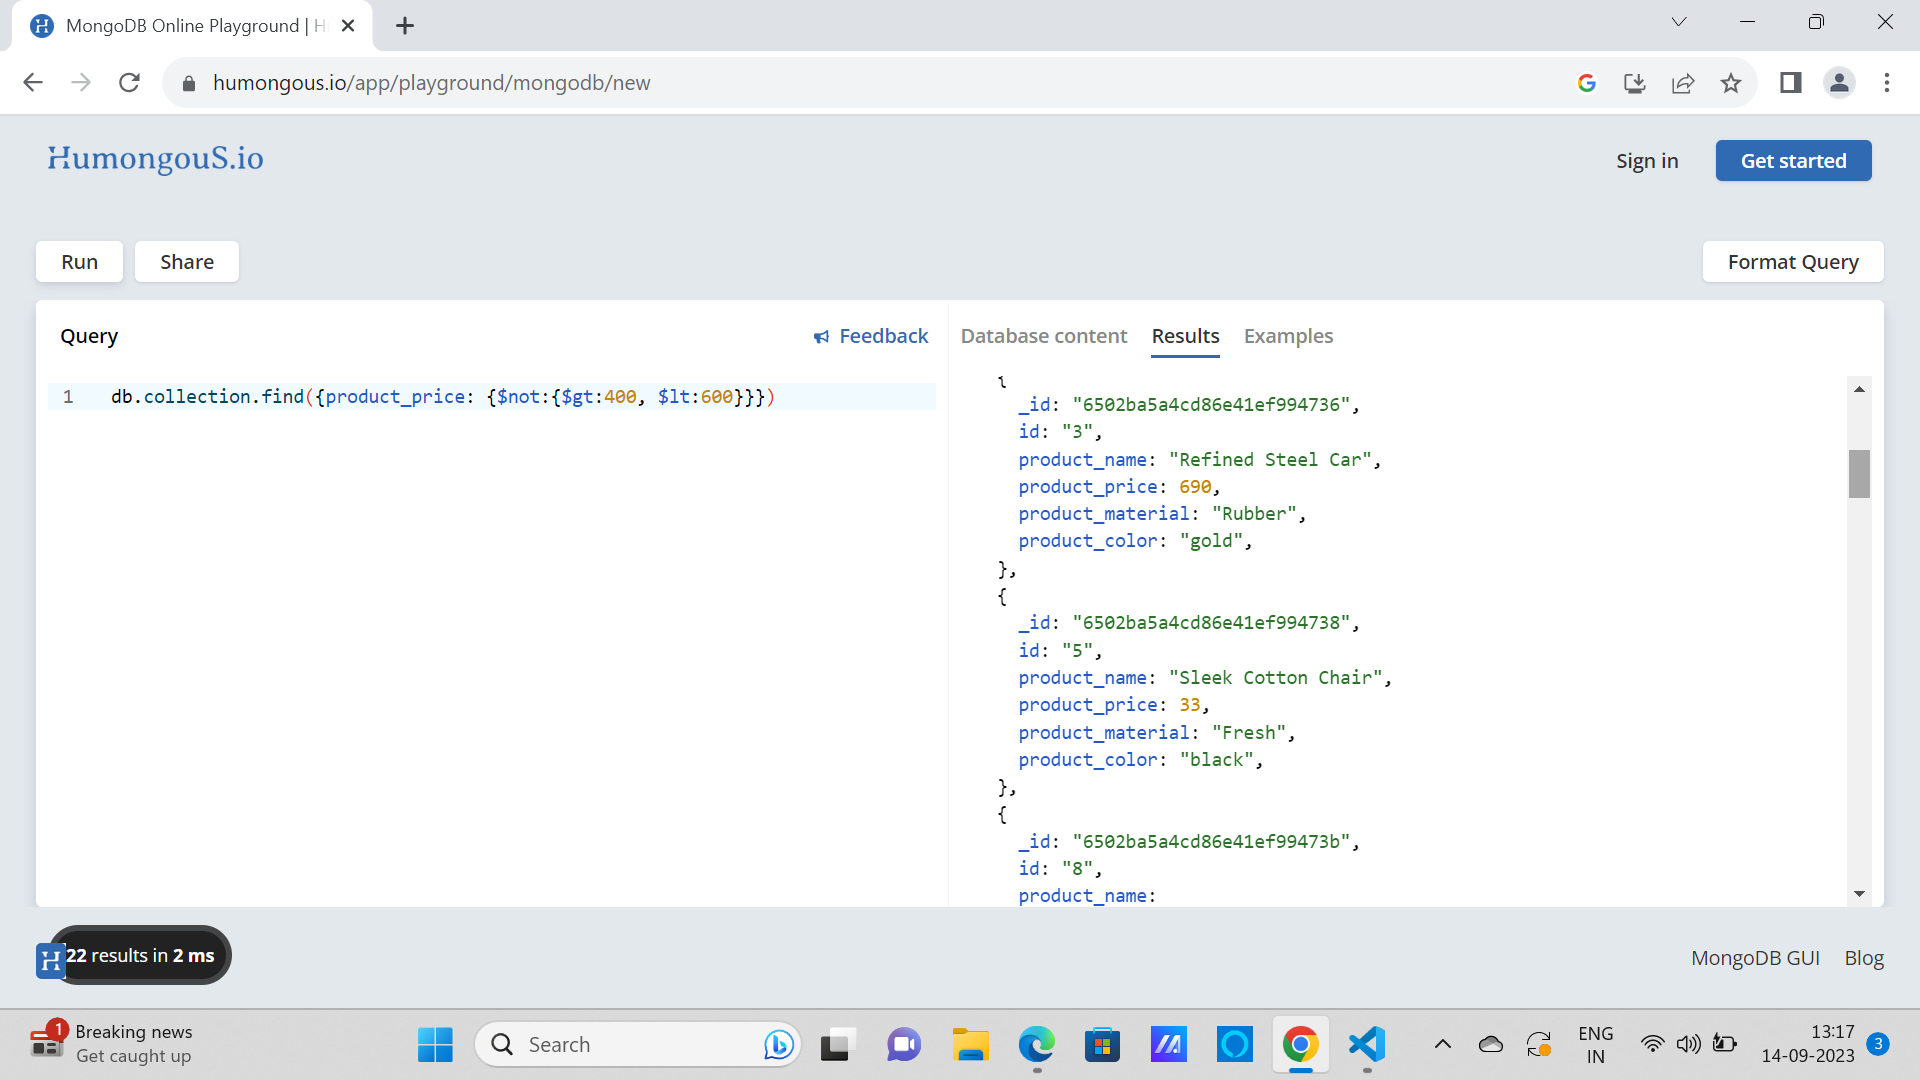 MongoDB Online Playground | H
humongous.io/app/playground/mongodb/new
HumongouS.io
Sign in
Get started
Run
Share
Format Query
Query
Feedback
Database content
Results
Examples
1 db.collection.find({product_price: {$not:{$gt:400, $lt:600}}})
{
_id: "6502ba5a4cd86e41ef994736",
id: "3",
product_name: "Refined Steel Car",
product_price: 690,
product_material: "Rubber",
product_color: "gold",
},
{
_id: "6502ba5a4cd86e41ef994738",
id: "5",
product_name: "Sleek Cotton Chair",
product_price: 33,
product_material: "Fresh",
product_color: "black",
},
{
_id: "6502ba5a4cd86e41ef99473b",
id: "8",
product_name:
H
22 results in 2 ms
MongoDB GUI
Blog
1
Breaking news
Get caught up
Search
ENG
IN
13:17
14-09-2023
3